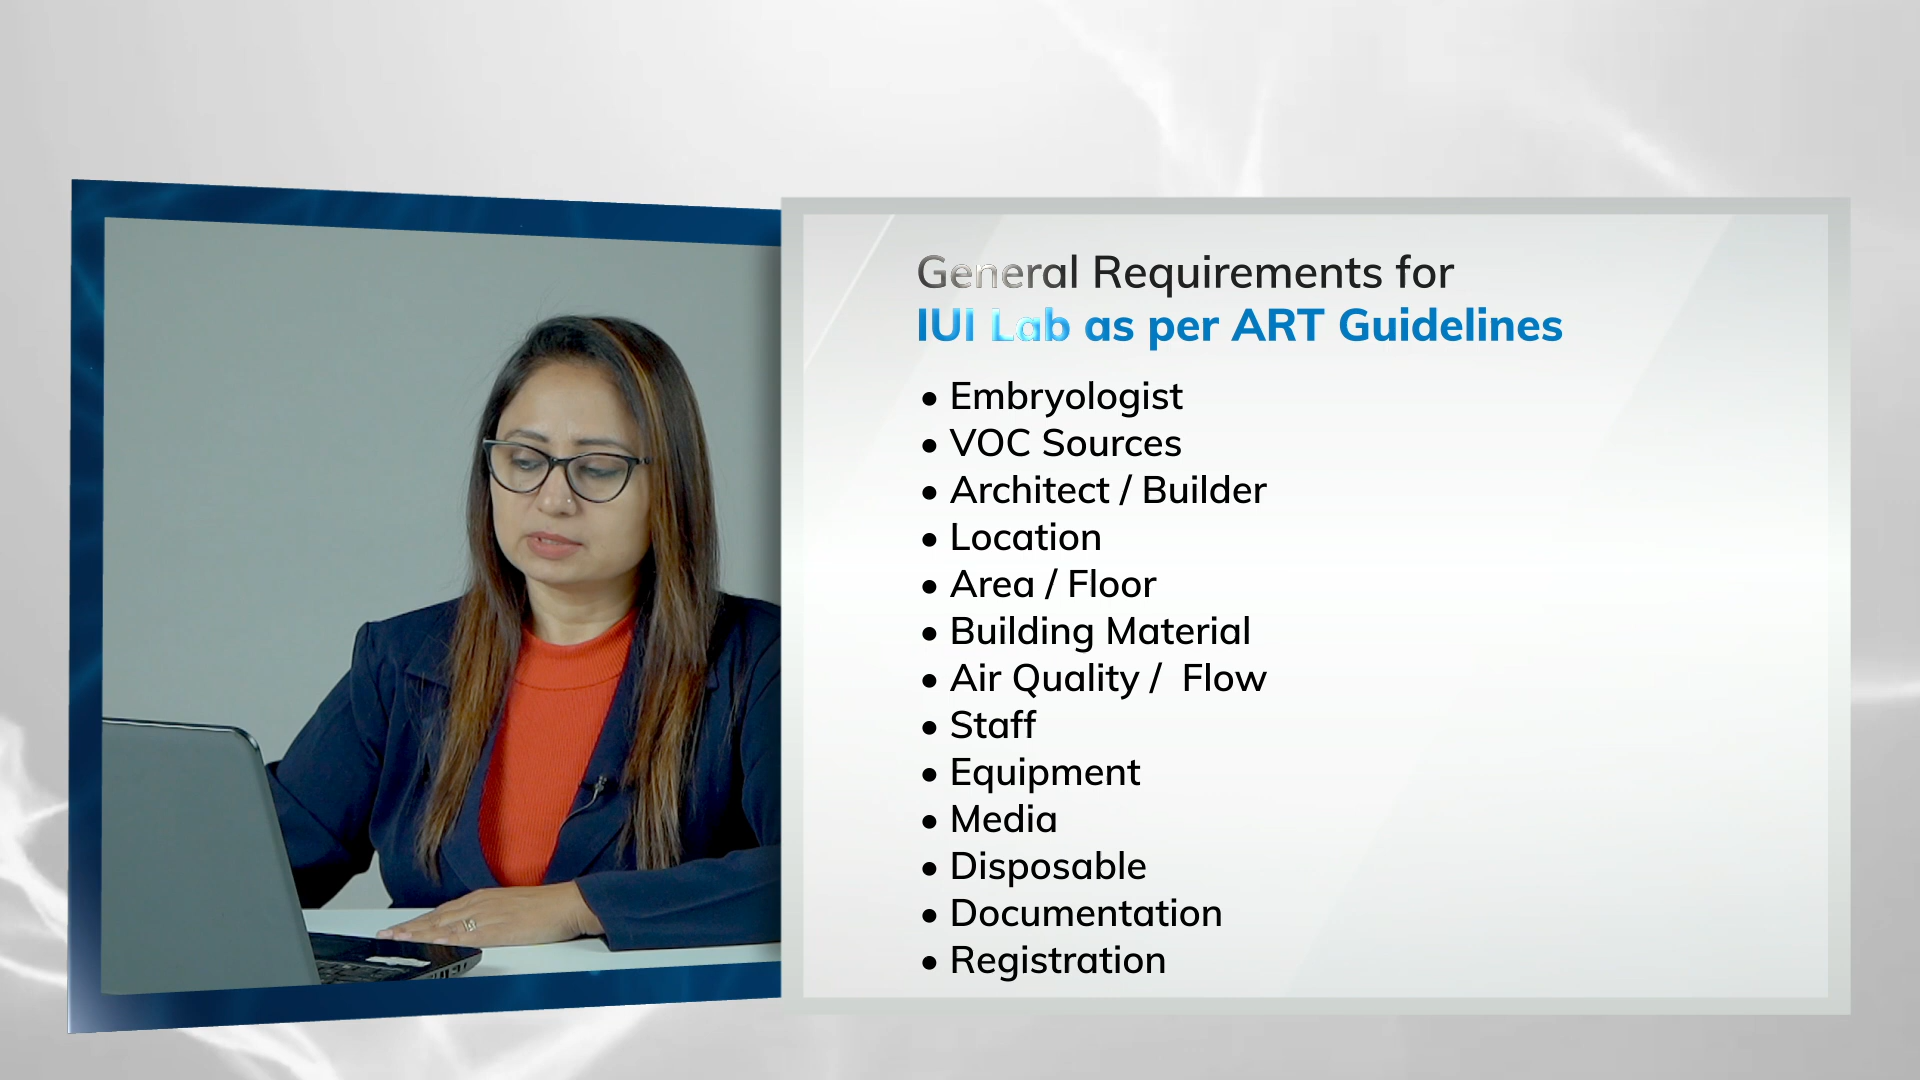 General Requirements for
IUI Lab as per ART Guidelines
• Embryologist
• VOC Sources
• Architect / Builder
• Location
• Area / Floor
• Building Material
• Air Quality /  Flow
• Staff
• Equipment
• Media
• Disposable
• Documentation
• Registration